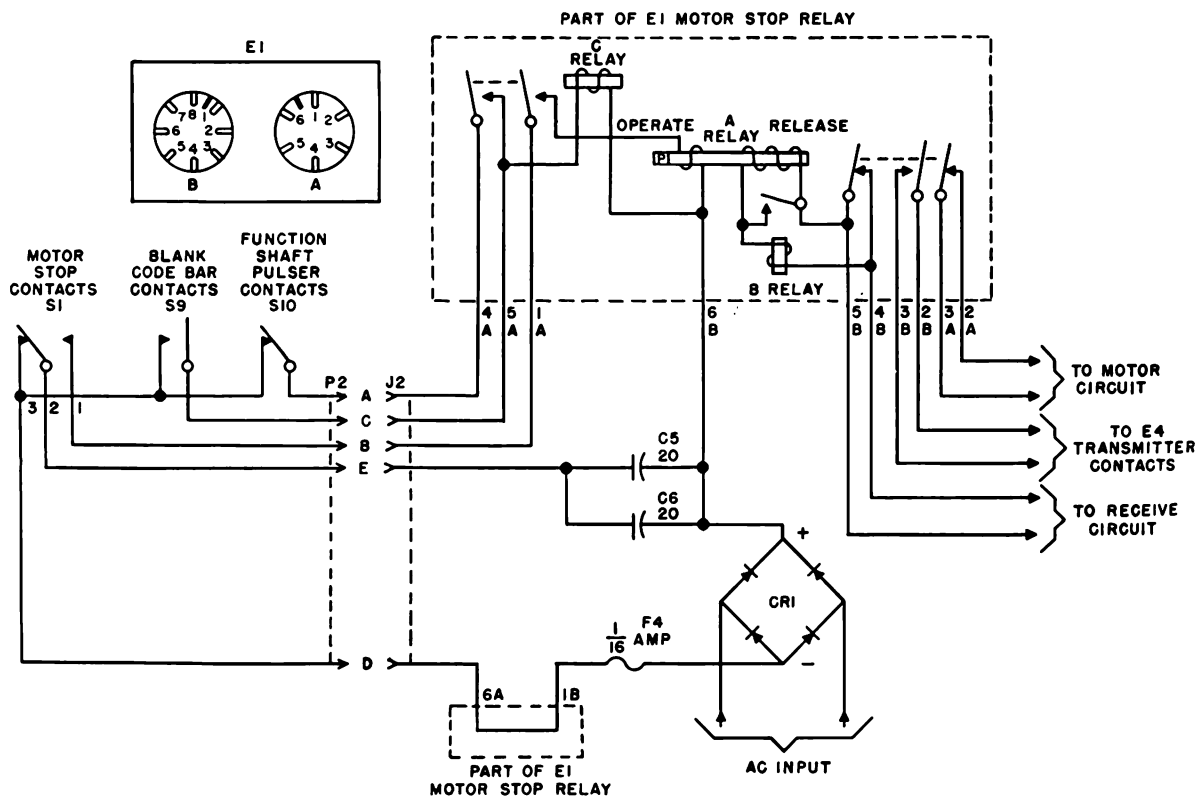 PART OF E1 MOTOR STOP RELAY
E1
C
RELAY
OPERATE
A
RELAY
RELEASE
P
7 8 1
6 2
5 4 3
B
6 1 2
5 4 3
A
B RELAY
MOTOR
STOP
CONTACTS
S1
BLANK
CODE BAR
CONTACTS
S9
FUNCTION
SHAFT
PULSER
CONTACTS
S10
4 5 1 6 5 4 3 2 3 2
A A A B B B B B A A
3 2 1
P2 J2
A
C
B
E
D
TO MOTOR
CIRCUIT
TO E4
TRANSMITTER
CONTACTS
TO RECEIVE
CIRCUIT
C5
20
C6
20
+
CR1
−
1/16 AMP
F4
6A 1B
PART OF E1
MOTOR STOP RELAY
AC INPUT